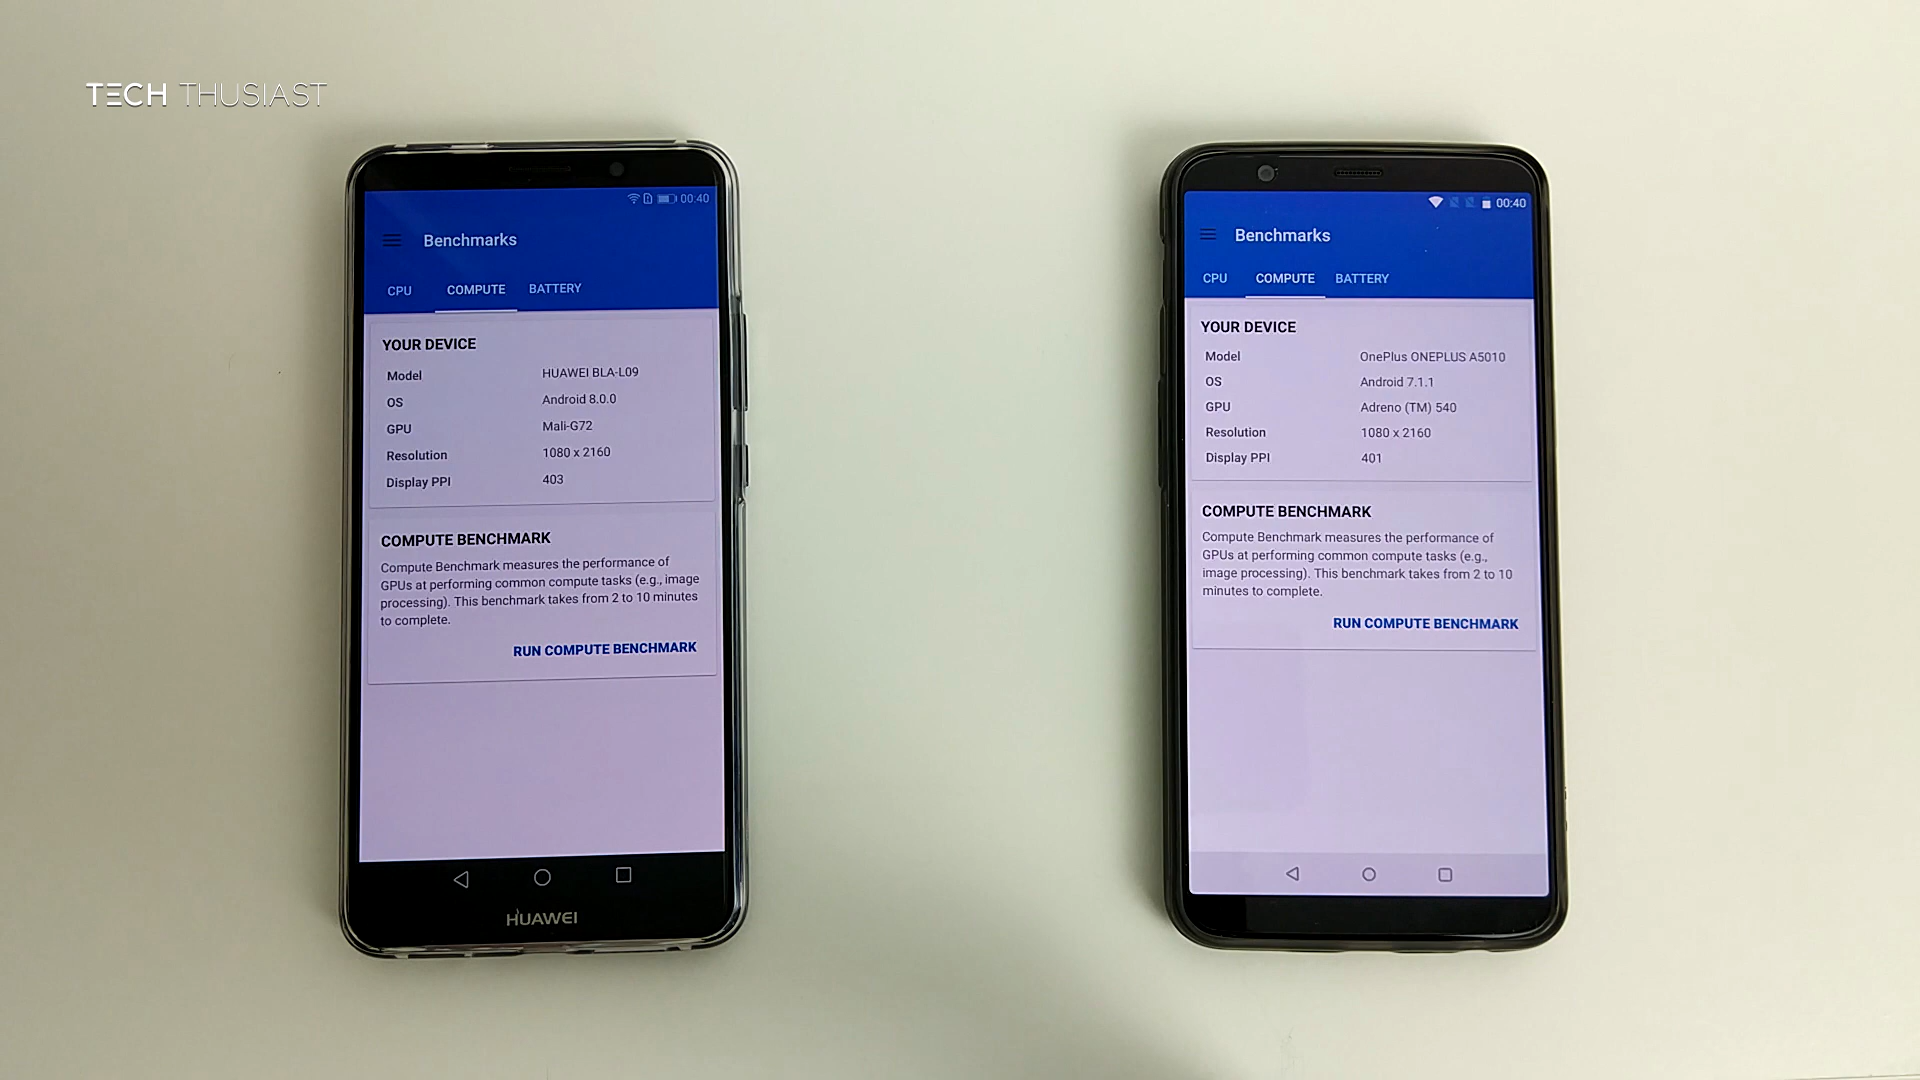 TECH THUSIAST
00:40
Benchmarks
CPU COMPUTE BATTERY
YOUR DEVICE
Model HUAWEI BLA-L09
OS Android 8.0.0
GPU Mali-G72
Resolution 1080 x 2160
Display PPI 403
COMPUTE BENCHMARK
Compute Benchmark measures the performance of
GPUs at performing common compute tasks (e.g., image
processing). This benchmark takes from 2 to 10 minutes
to complete.
RUN COMPUTE BENCHMARK
HUAWEI
00:40
Benchmarks
CPU COMPUTE BATTERY
YOUR DEVICE
Model OnePlus ONEPLUS A5010
OS Android 7.1.1
GPU Adreno (TM) 540
Resolution 1080 x 2160
Display PPI 401
COMPUTE BENCHMARK
Compute Benchmark measures the performance of
GPUs at performing common compute tasks (e.g.,
image processing). This benchmark takes from 2 to 10
minutes to complete.
RUN COMPUTE BENCHMARK